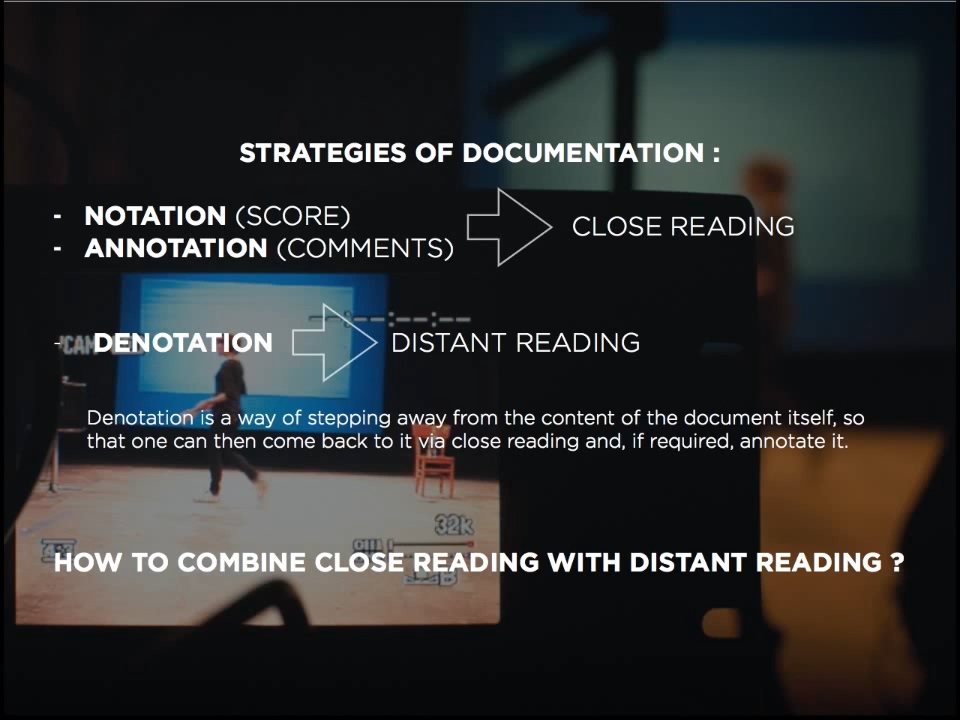 STRATEGIES OF DOCUMENTATION :
- NOTATION (SCORE)
- ANNOTATION (COMMENTS)
CLOSE READING
--:--:--
- DENOTATION
DISTANT READING
Denotation is a way of stepping away from the content of the document itself, so
that one can then come back to it via close reading and, if required, annotate it.
32k
HOW TO COMBINE CLOSE READING WITH DISTANT READING ?